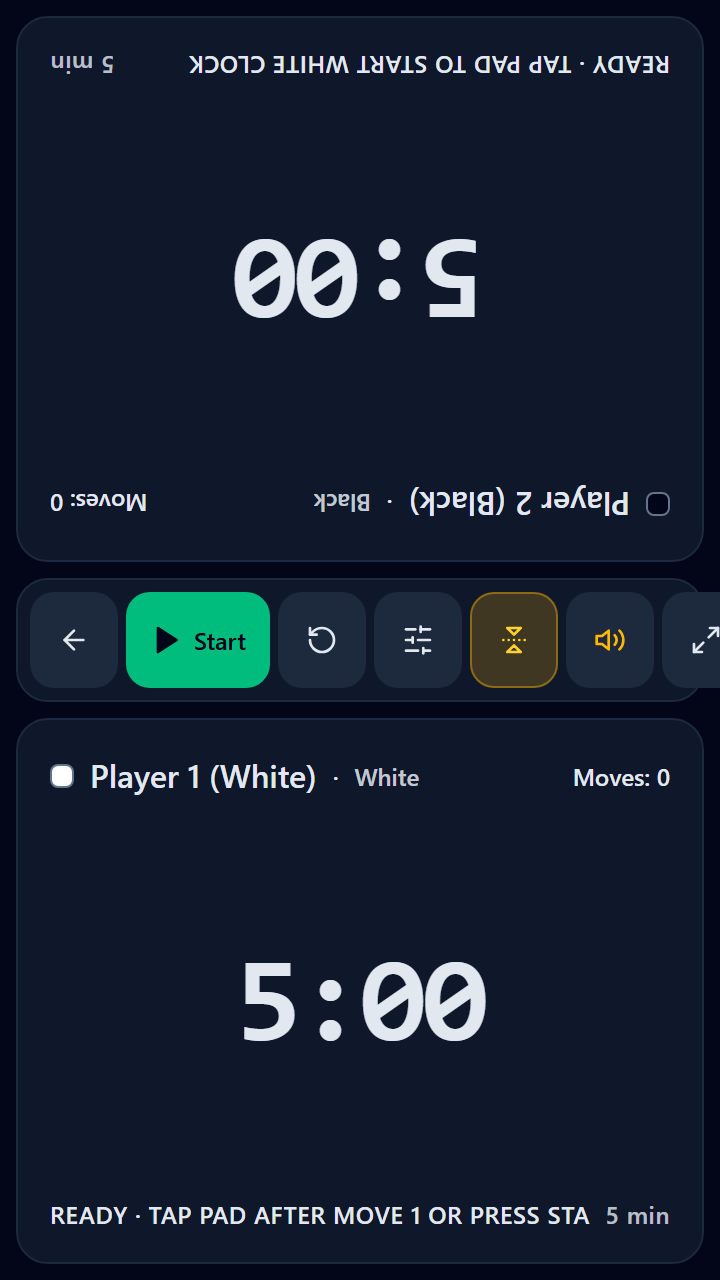 READY · TAP PAD TO START WHITE CLOCK 5 min
5:00
Player 2 (Black) · Black Moves: 0
Start
Player 1 (White) · White Moves: 0
5:00
READY · TAP PAD AFTER MOVE 1 OR PRESS STA 5 min